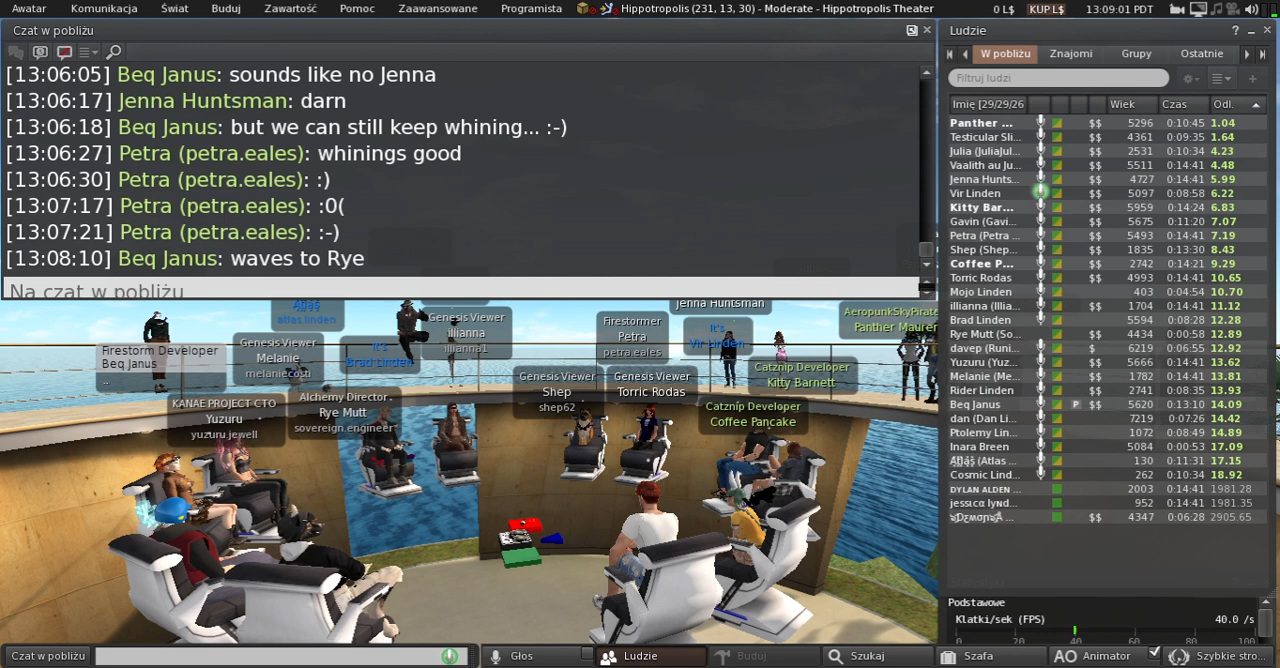 Awatar Komunikacja Świat Buduj Zawartość Pomoc Zaawansowane Programista Hippotropolis (231, 13, 30) - Moderate - Hippotropolis Theater 0 L$ KUP L$ 13:09:01 PDT
Czat w pobliżu
[13:06:05] Beq Janus: sounds like no Jenna
[13:06:17] Jenna Huntsman: darn
[13:06:18] Beq Janus: but we can still keep whining... :-)
[13:06:27] Petra (petra.eales): whinings good
[13:06:30] Petra (petra.eales): :)
[13:07:17] Petra (petra.eales): :0(
[13:07:21] Petra (petra.eales): :-)
[13:08:10] Beq Janus: waves to Rye
Na czat w pobliżu
atlas.linden
Genesis Viewer
illianna
illianna1
Jenna Huntsman
AeropunkSkyPirate
Panther Maurer
Firestormer
Petra
petra.eales
It's
Vir Linden
Firestorm Developer
Beq Janus
..
Genesis Viewer
Melanie
melaniecosti
It's
Brad Linden
Catznip Developer
Kitty Barnett
Genesis Viewer
Shep
shep62
Genesis Viewer
Torric Rodas
KANAE PROJECT CTO
Yuzuru
yuzuru.jewell
Alchemy Director
Rye Mutt
sovereign.engineer
Catznip Developer
Coffee Pancake
Ludzie
? _ ×
W pobliżu Znajomi Grupy Ostatnie
Filtruj ludzi
Imię [29/29/26 Wiek Czas Odl.
Panther ... 5296 0:10:45 1.04
Testicular Sli... $$ 4361 0:09:35 1.64
Julia (JuliaJul... $$ 2531 0:10:34 4.23
Vaalith au Ju... $$ 5511 0:14:41 4.48
Jenna Hunts... $$ 4727 0:14:41 5.99
Vir Linden $$ 5097 0:08:58 6.22
Kitty Bar... $$ 5959 0:14:24 6.83
Gavin (Gavi... $$ 5675 0:11:20 7.07
Petra (Petra ... $$ 5493 0:14:41 7.19
Shep (Shep... $$ 1835 0:13:30 8.43
Coffee P... $$ 2742 0:14:21 9.29
Torric Rodas $$ 4993 0:14:41 10.65
Mojo Linden 403 0:04:54 10.70
illianna (Illia... $$ 1704 0:14:41 11.12
Brad Linden 5594 0:08:28 12.28
Rye Mutt (So... $$ 4434 0:00:58 12.89
davep (Runi... $$ 6219 0:06:55 12.92
Yuzuru (Yuz... $$ 5666 0:14:41 13.62
Melanie (Me... $$ 1782 0:14:41 13.81
Rider Linden $$ 2741 0:08:35 13.93
Beq Janus P $$ 5620 0:13:10 14.09
dan (Dan Li... 7219 0:07:26 14.42
Ptolemy Lin... 1072 0:08:49 14.89
Inara Breen 5084 0:00:53 17.09
(Atlas ... 130 0:11:31 17.15
Cosmic Lind... 262 0:10:34 18.92
DYLAN ALDEN ... 2003 0:14:41 1981.28
952 0:14:41 1981.35
$$ 4347 0:06:28 2905.65
Podstawowe
Klatki/sek (FPS) 40.0 /s
0 20 40 60 80 100
Czat w pobliżu Głos Ludzie Buduj Szukaj Szafa AO Animator Szybkie stro...